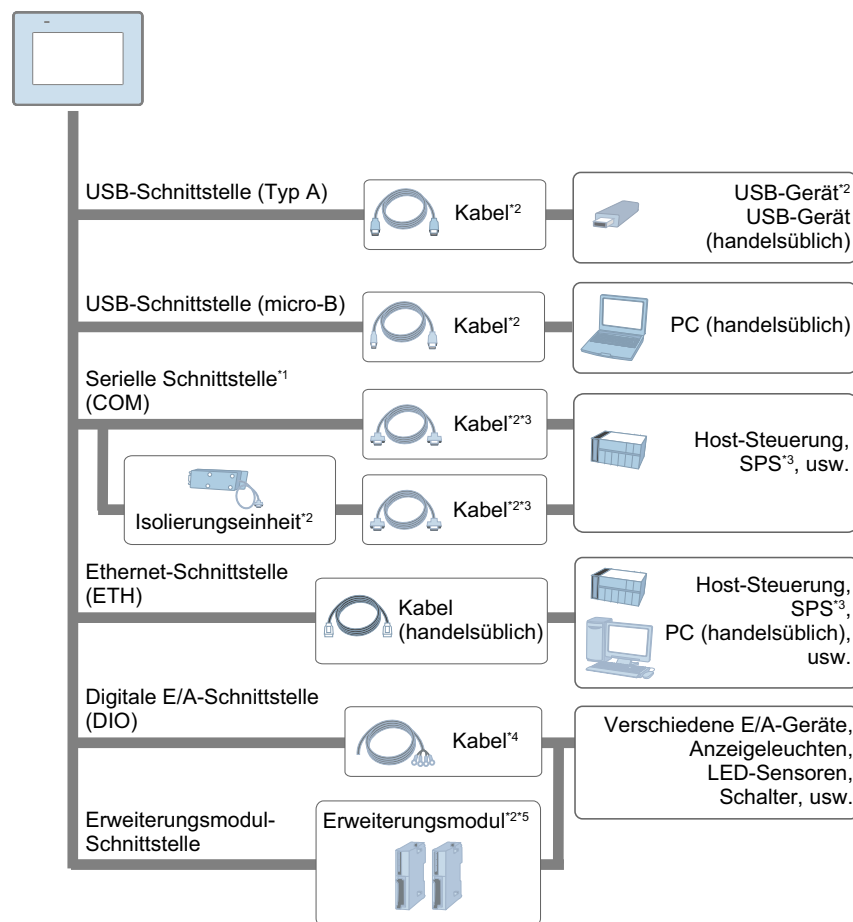 USB-Schnittstelle (Typ A)
Kabel*2
USB-Gerät*2
USB-Gerät
(handelsüblich)
USB-Schnittstelle (micro-B)
Kabel*2
PC (handelsüblich)
Serielle Schnittstelle*1
(COM)
Kabel*2*3
Host-Steuerung,
SPS*3, usw.
Isolierungseinheit*2
Kabel*2*3
Ethernet-Schnittstelle
(ETH)
Kabel
(handelsüblich)
Host-Steuerung,
SPS*3,
PC (handelsüblich),
usw.
Digitale E/A-Schnittstelle
(DIO)
Kabel*4
Verschiedene E/A-Geräte,
Anzeigeleuchten,
LED-Sensoren,
Schalter, usw.
Erweiterungsmodul-
Schnittstelle
Erweiterungsmodul*2*5